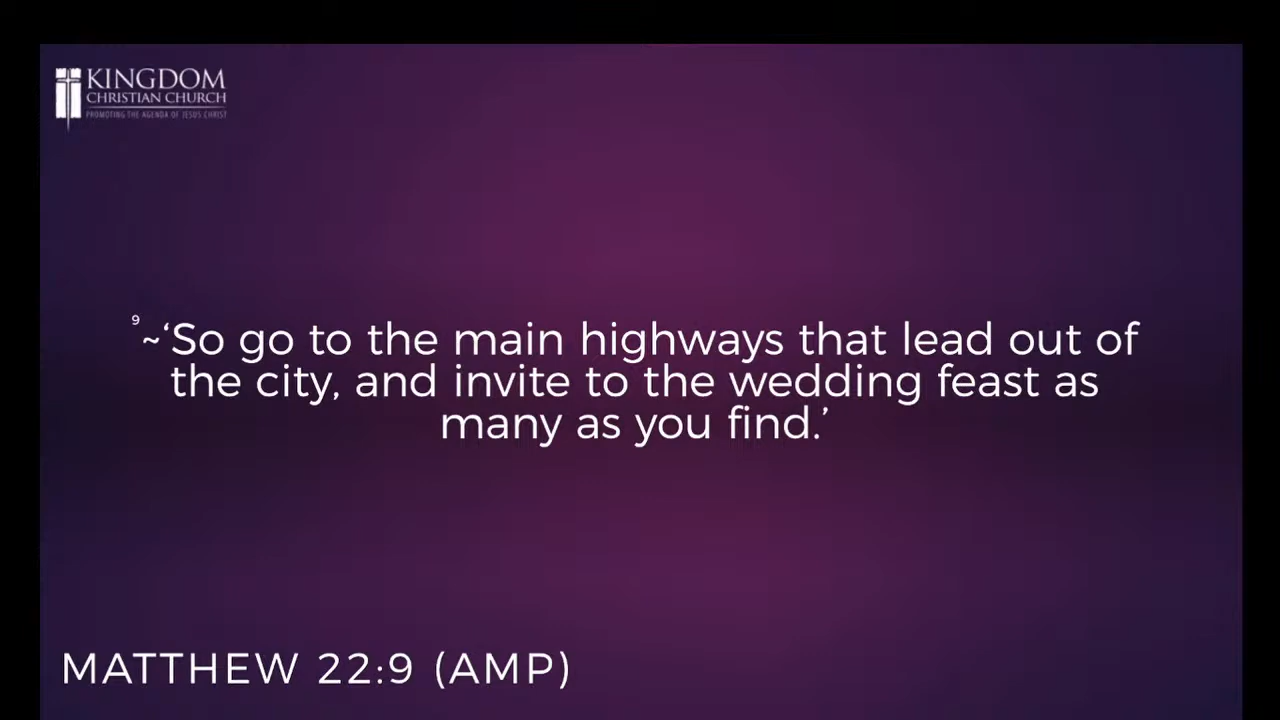 KINGDOM
CHRISTIAN CHURCH
PROMOTING THE AGENDA OF JESUS CHRIST
9 ~‘So go to the main highways that lead out of
the city, and invite to the wedding feast as
many as you find.’
MATTHEW 22:9 (AMP)